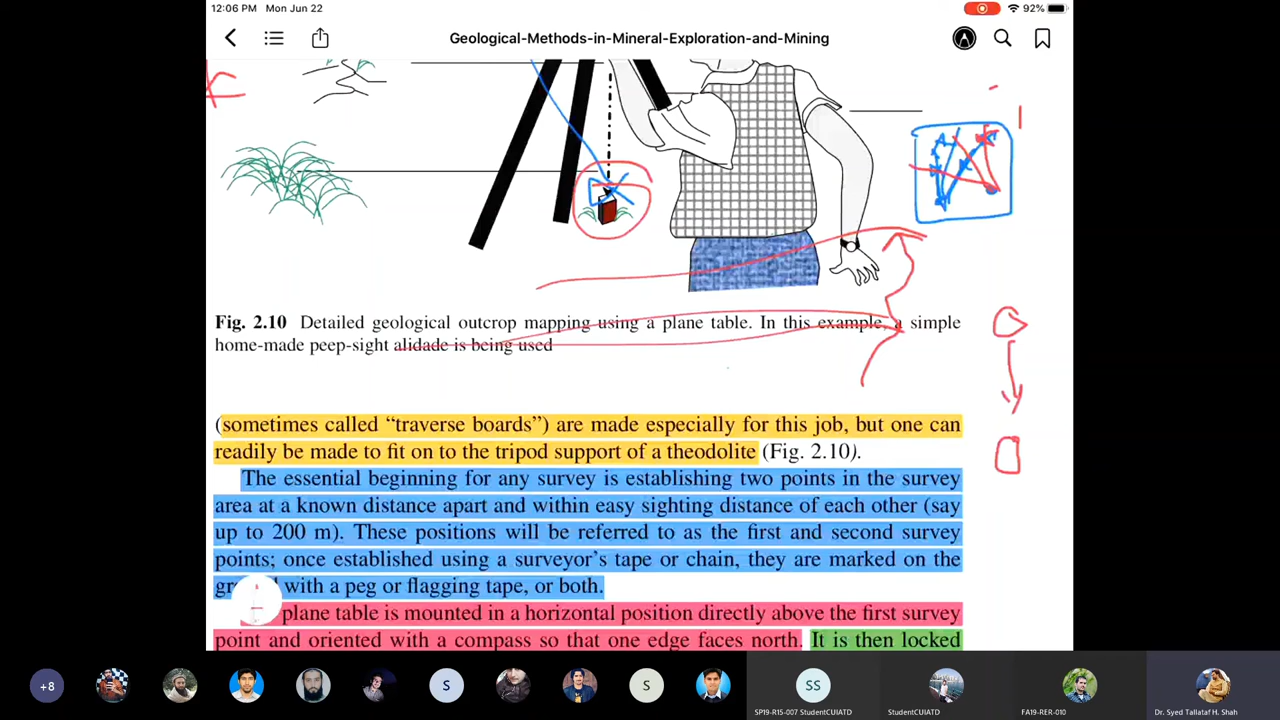 12:06 PM Mon Jun 22
92%
Geological-Methods-in-Mineral-Exploration-and-Mining
Fig. 2.10 Detailed geological outcrop mapping using a plane table. In this example, a simple
home-made peep-sight alidade is being used
(sometimes called “traverse boards”) are made especially for this job, but one can
readily be made to fit on to the tripod support of a theodolite (Fig. 2.10).
The essential beginning for any survey is establishing two points in the survey
area at a known distance apart and within easy sighting distance of each other (say
up to 200 m). These positions will be referred to as the first and second survey
points; once established using a surveyor’s tape or chain, they are marked on the
with a peg or flagging tape, or both.
plane table is mounted in a horizontal position directly above the first survey
point and oriented with a compass so that one edge faces north. It is then locked
+8
S
S
SS
SP19-R15-007 StudentCUIATD
StudentCUIATD
FA19-RER-010
Dr. Syed Tallataf H. Shah